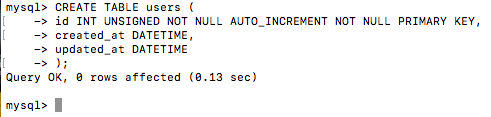 mysql> CREATE TABLE users (
[    -> id INT UNSIGNED NOT NULL AUTO_INCREMENT NOT NULL PRIMARY KEY,
[    -> created_at DATETIME,
    -> updated_at DATETIME
[    -> );
Query OK, 0 rows affected (0.13 sec)
mysql>